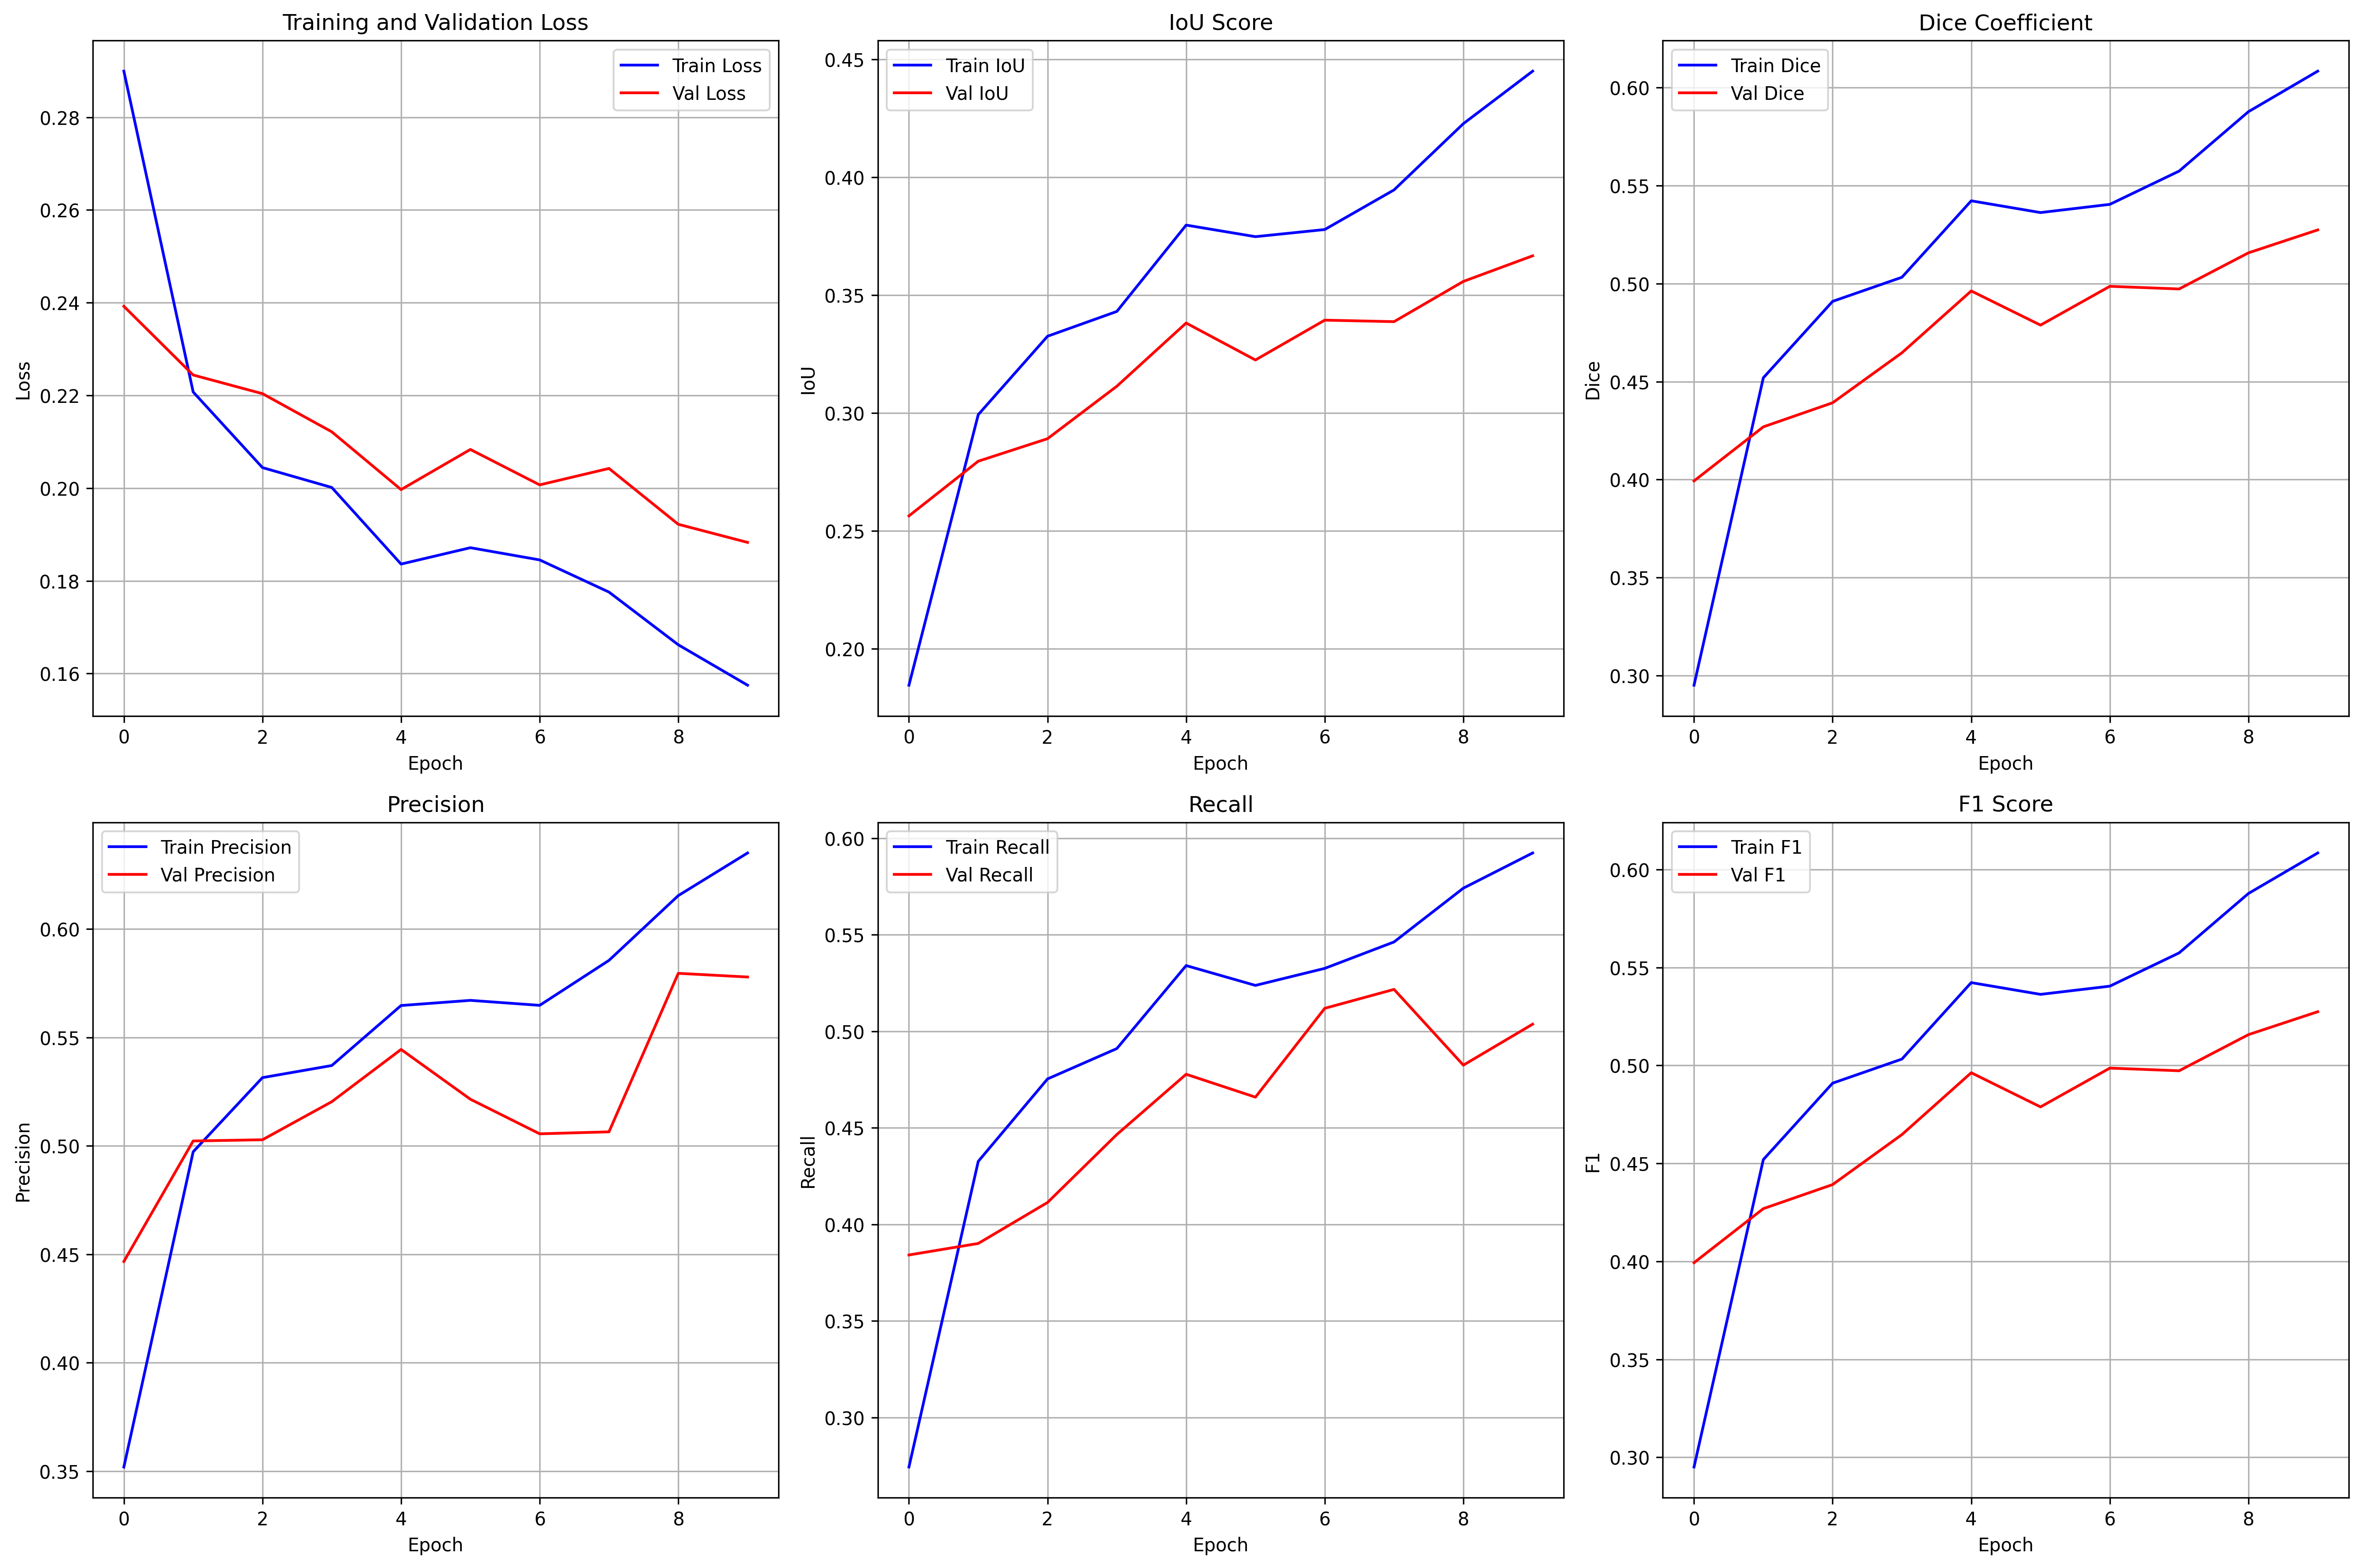 Training and Validation Loss
Train Loss
Val Loss
0.28
0.26
0.24
0.22
0.20
0.18
0.16
Loss
0 2 4 6 8
Epoch
IoU Score
Train IoU
Val IoU
0.45
0.40
0.35
0.30
0.25
0.20
IoU
0 2 4 6 8
Epoch
Dice Coefficient
Train Dice
Val Dice
0.60
0.55
0.50
0.45
0.40
0.35
0.30
Dice
0 2 4 6 8
Epoch
Precision
Train Precision
Val Precision
0.60
0.55
0.50
0.45
0.40
0.35
Precision
0 2 4 6 8
Epoch
Recall
Train Recall
Val Recall
0.60
0.55
0.50
0.45
0.40
0.35
0.30
Recall
0 2 4 6 8
Epoch
F1 Score
Train F1
Val F1
0.60
0.55
0.50
0.45
0.40
0.35
0.30
F1
0 2 4 6 8
Epoch